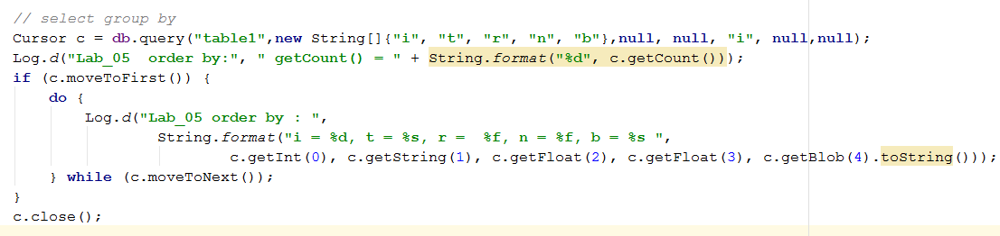 // select group by
Cursor c = db.query("table1",new String[]{"i", "t", "r", "n", "b"},null, null, "i", null,null);
Log.d("Lab_05  order by:", " getCount() = " + String.format("%d", c.getCount()));
if (c.moveToFirst()) {
    do {
        Log.d("Lab_05 order by : ",
                String.format("i = %d, t = %s, r =  %f, n = %f, b = %s ",
                        c.getInt(0), c.getString(1), c.getFloat(2), c.getFloat(3), c.getBlob(4).toString()));
    } while (c.moveToNext());
}
c.close();